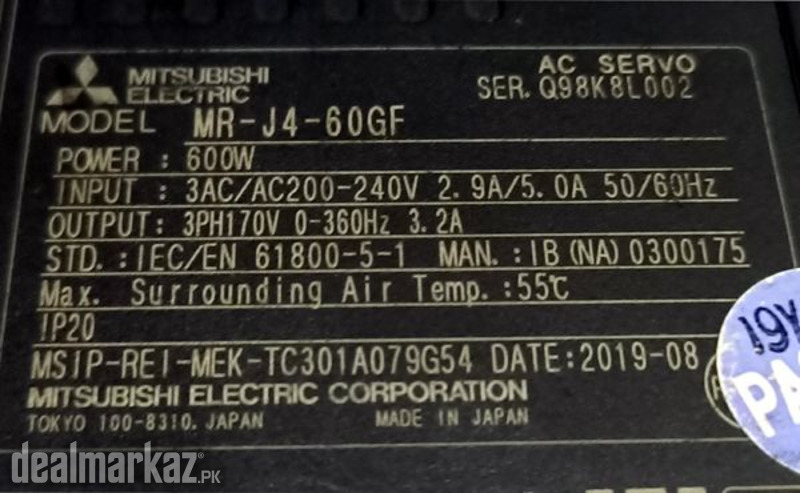 MITSUBISHI
ELECTRIC
AC SERVO
SER. Q98K8L002
MODEL MR-J4-60GF
POWER : 600W
INPUT : 3AC/AC200-240V 2.9A/5.0A 50/60Hz
OUTPUT: 3PH170V 0-360Hz 3.2A
STD. : IEC/EN 61800-5-1 MAN. : IB (NA) 0300175
Max. Surrounding Air Temp. : 55℃
IP20
MSIP-REI-MEK-TC301A079G54 DATE:2019-08
MITSUBISHI ELECTRIC CORPORATION
TOKYO 100-8310, JAPAN MADE IN JAPAN
dealmarkaz.PK